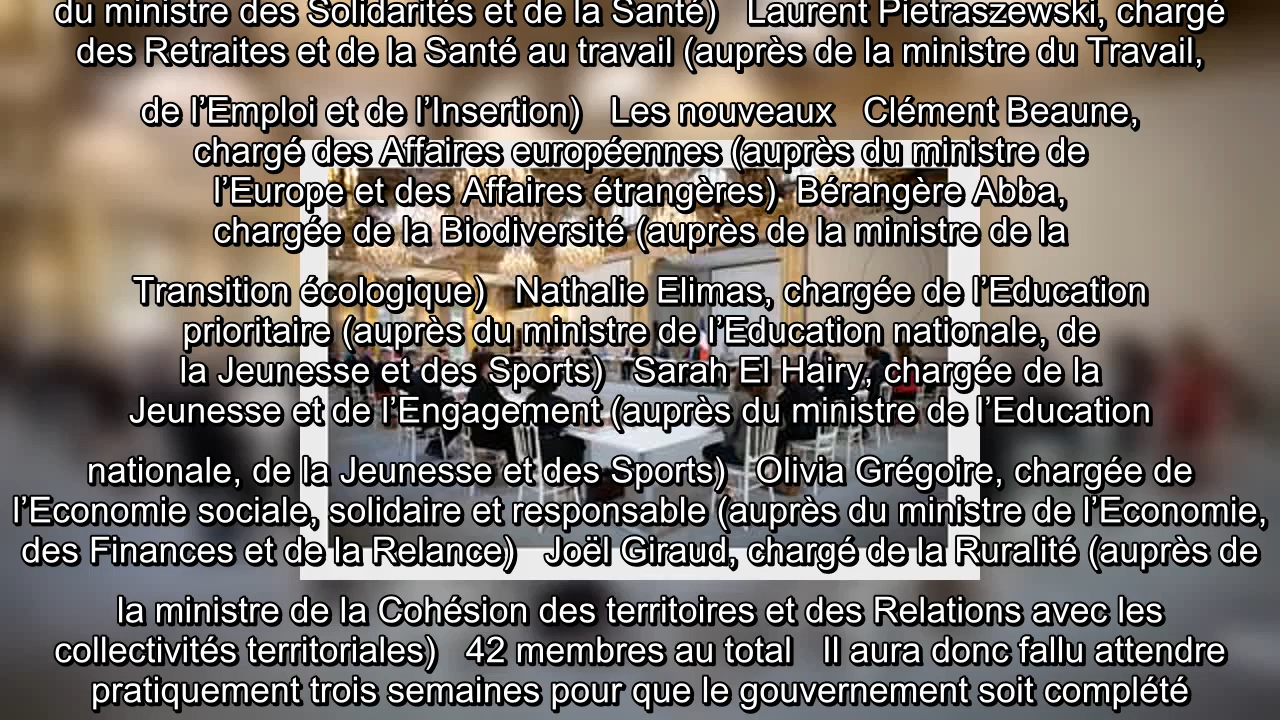 du ministre des Solidarités et de la Santé)   Laurent Pietraszewski, chargé
des Retraites et de la Santé au travail (auprès de la ministre du Travail,
de l’Emploi et de l’Insertion)   Les nouveaux   Clément Beaune,
chargé des Affaires européennes (auprès du ministre de
l’Europe et des Affaires étrangères)  Bérangère Abba,
chargée de la Biodiversité (auprès de la ministre de la
Transition écologique)   Nathalie Elimas, chargée de l’Education
prioritaire (auprès du ministre de l’Education nationale, de
la Jeunesse et des Sports)   Sarah El Hairy, chargée de la
Jeunesse et de l’Engagement (auprès du ministre de l’Education
nationale, de la Jeunesse et des Sports)   Olivia Grégoire, chargée de
l’Economie sociale, solidaire et responsable (auprès du ministre de l’Economie,
des Finances et de la Relance)   Joël Giraud, chargé de la Ruralité (auprès de
la ministre de la Cohésion des territoires et des Relations avec les
collectivités territoriales)   42 membres au total   Il aura donc fallu attendre
pratiquement trois semaines pour que le gouvernement soit complété